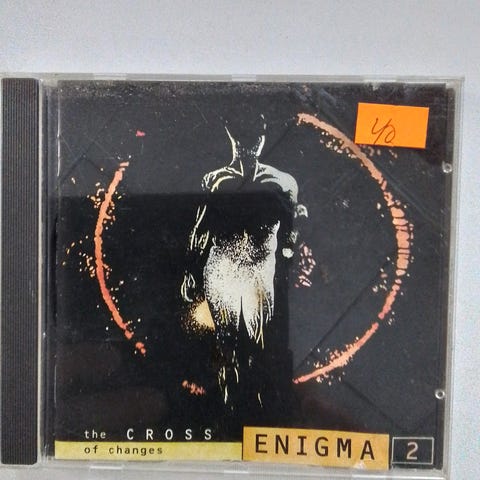 40
the CROSS
of changes
ENIGMA 2